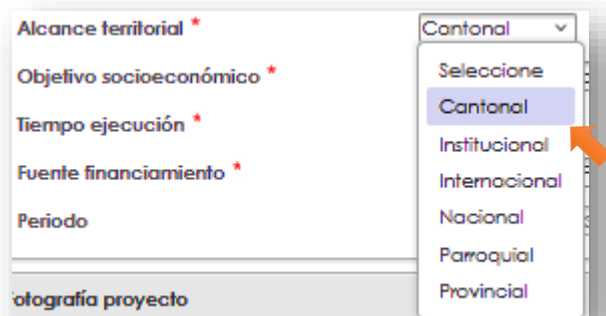 Alcance territorial * Cantonal
Seleccione
Objetivo socioeconómico *
Cantonal
Tiempo ejecución *
Institucional
Fuente financiamiento *
Internacional
Periodo
Nacional
Parroquial
Provincial
otografía proyecto